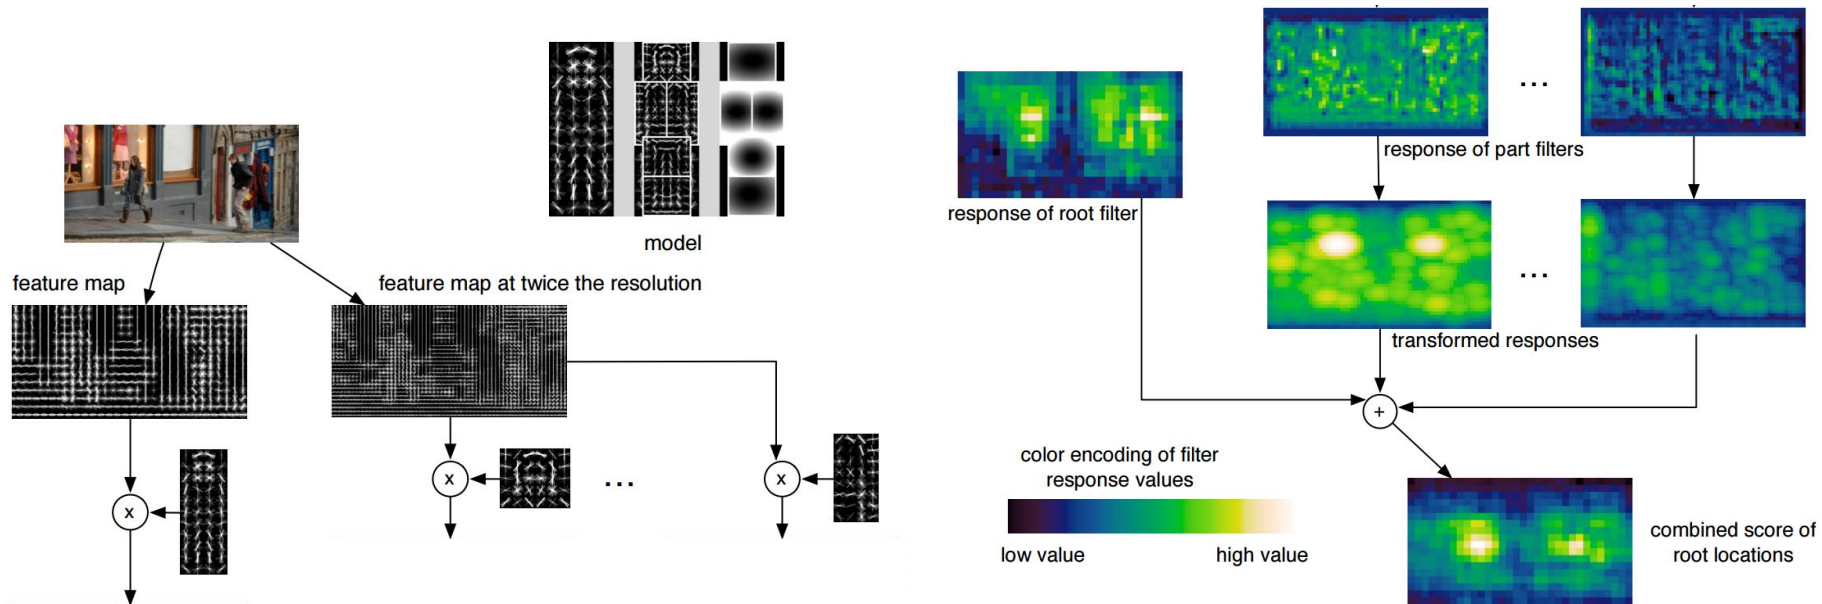 model
feature map
feature map at twice the resolution
x
x
...
x
response of root filter
...
response of part filters
...
transformed responses
+
color encoding of filter
response values
low value
high value
combined score of
root locations